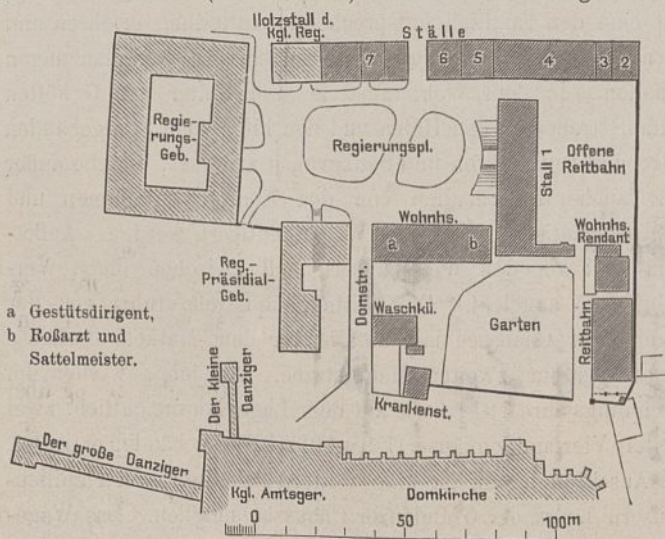 Holzstall d.
Kgl. Reg.
Ställe
7
6
5
4
3
2
Regie-
rungs-
Geb.
Regierungspl.
Stall 1
Offene
Reitbahn
Wohnhs.
a
b
Wohnhs.
Rendant
Reg.-
Präsidial-
Geb.
Domstr.
a Gestütsdirigent,
b Roßarzt und
Sattelmeister.
Waschkü.
Garten
Reitbahn
Krankenst.
Der kleine
Danziger
Der große Danziger
Kgl. Amtsger.
Domkirche
0
50
100m